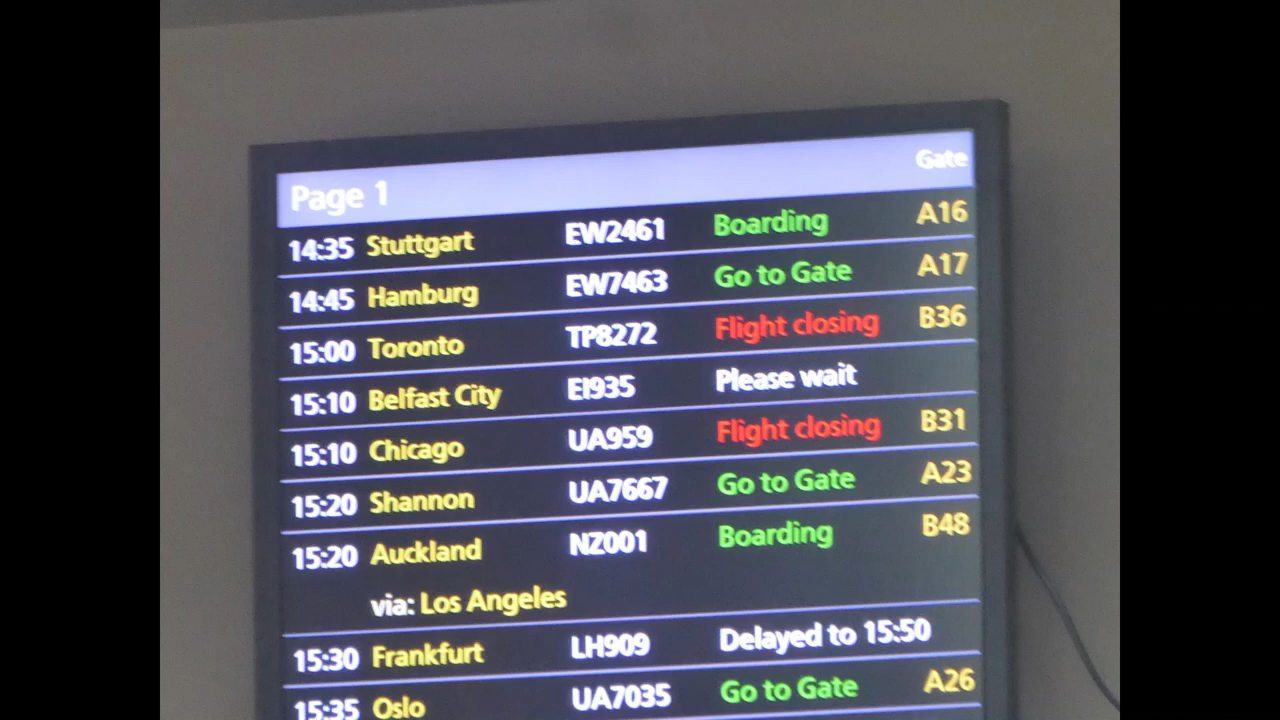 Page 1 Gate
14:35 Stuttgart EW2461 Boarding A16
14:45 Hamburg EW7463 Go to Gate A17
15:00 Toronto TP8272 Flight closing B36
15:10 Belfast City EI935 Please wait
15:10 Chicago UA959 Flight closing B31
15:20 Shannon UA7667 Go to Gate A23
15:20 Auckland NZ001 Boarding B48
via: Los Angeles
15:30 Frankfurt LH909 Delayed to 15:50
15:35 Oslo UA7035 Go to Gate A26